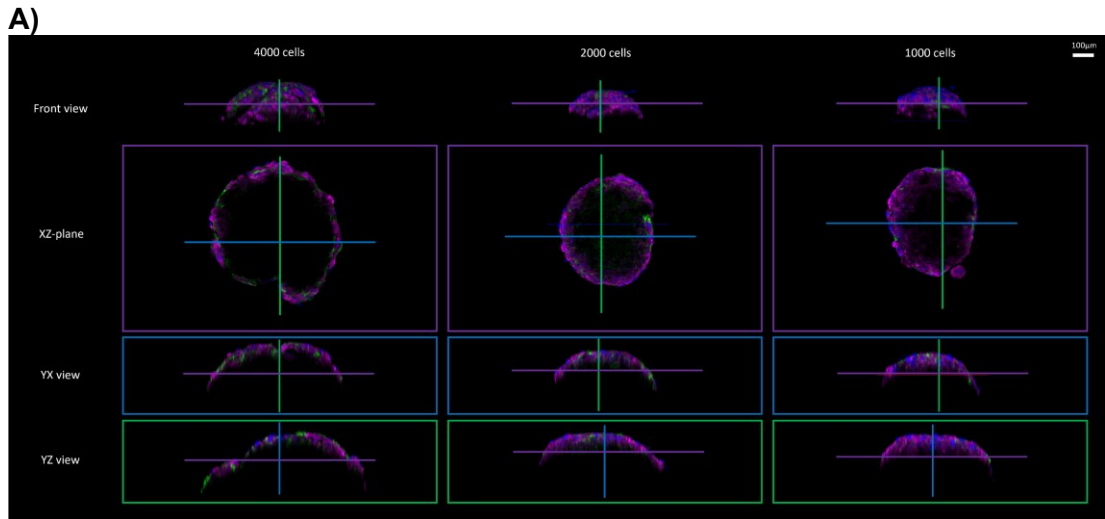 A)
4000 cells 2000 cells 1000 cells 100µm
Front view
XZ-plane
YX view
YZ view